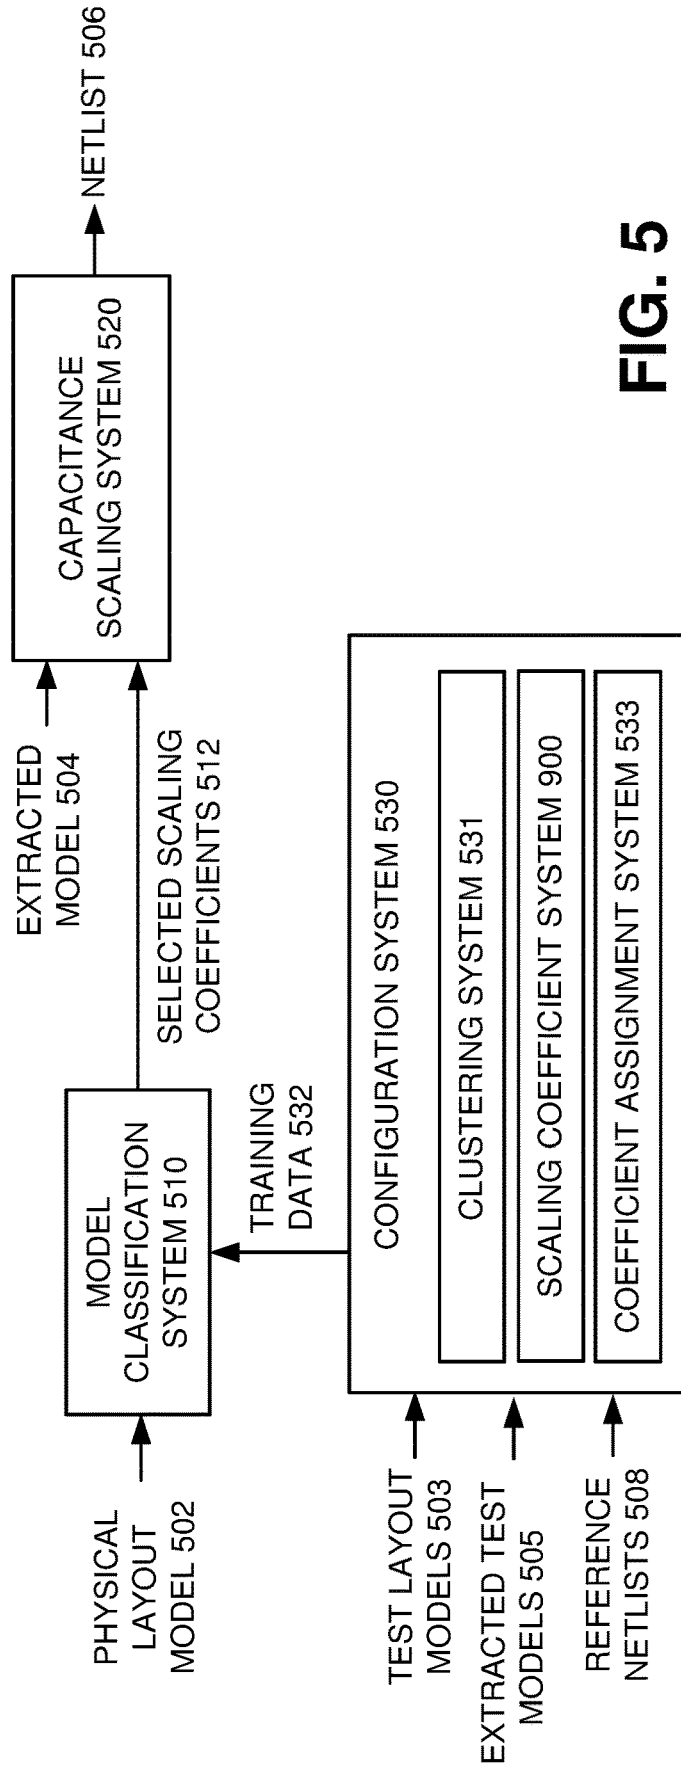 EXTRACTED
MODEL 504
CAPACITANCE
SCALING SYSTEM 520
NETLIST 506
PHYSICAL
LAYOUT
MODEL 502
MODEL
CLASSIFICATION
SYSTEM 510
SELECTED SCALING
COEFFICIENTS 512
TRAINING
DATA 532
TEST LAYOUT
MODELS 503
EXTRACTED TEST
MODELS 505
REFERENCE
NETLISTS 508
CONFIGURATION SYSTEM 530
CLUSTERING SYSTEM 531
SCALING COEFFICIENT SYSTEM 900
COEFFICIENT ASSIGNMENT SYSTEM 533
FIG. 5